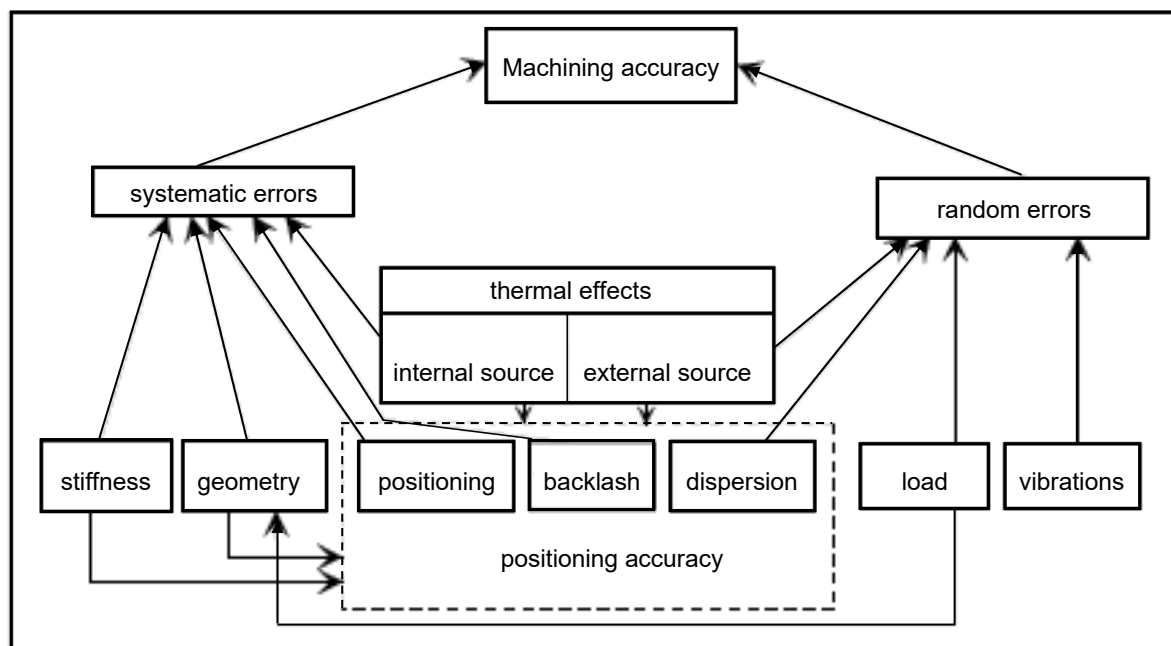 Machining accuracy
systematic errors
random errors
thermal effects
internal source
external source
stiffness
geometry
positioning
backlash
dispersion
load
vibrations
positioning accuracy